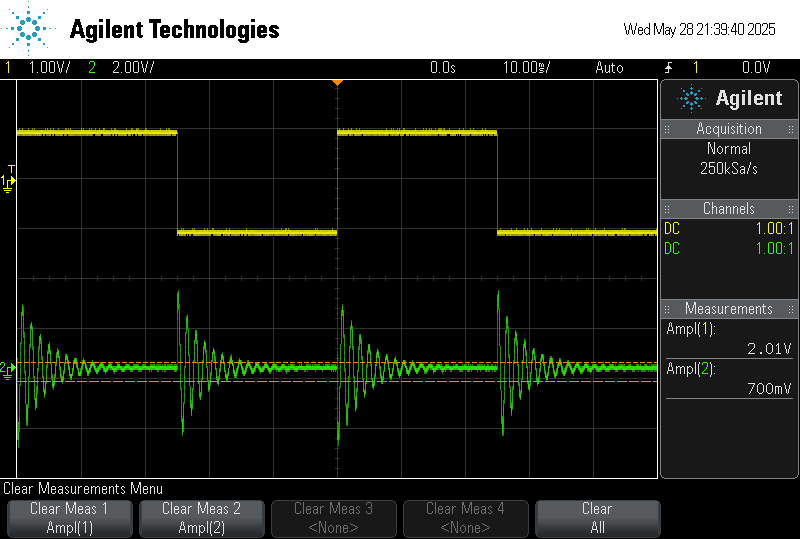 Agilent Technologies
Wed May 28 21:39:40 2025
1 1.00V/ 2 2.00V/ 0.0s 10.00ms/ Auto 1 0.0V
Agilent
Acquisition
Normal
250kSa/s
Channels
DC 1.00:1
DC 1.00:1
Measurements
Ampl(1):
2.01V
Ampl(2):
700mV
T
1
2
Clear Measurements Menu
Clear Meas 1
Ampl(1)
Clear Meas 2
Ampl(2)
Clear Meas 3
<None>
Clear Meas 4
<None>
Clear
All